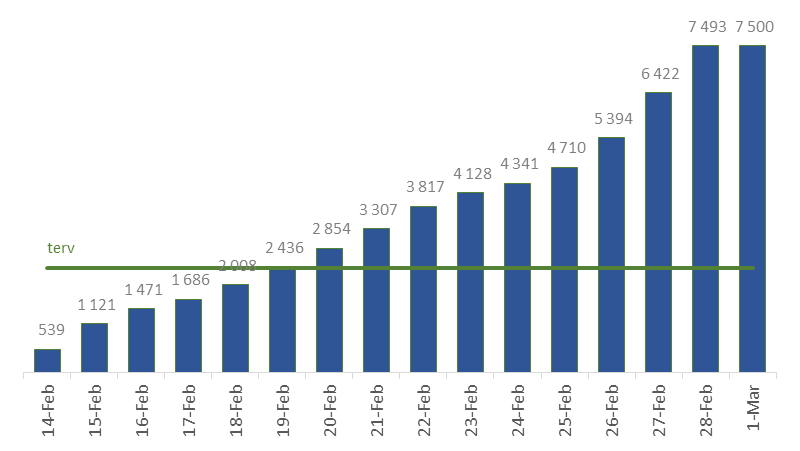 7 493
7 500
6 422
5 394
4 710
4 341
4 128
3 817
3 307
2 854
2 436
terv
2 008
1 686
1 471
1 121
539
14-Feb
15-Feb
16-Feb
17-Feb
18-Feb
19-Feb
20-Feb
21-Feb
22-Feb
23-Feb
24-Feb
25-Feb
26-Feb
27-Feb
28-Feb
1-Mar